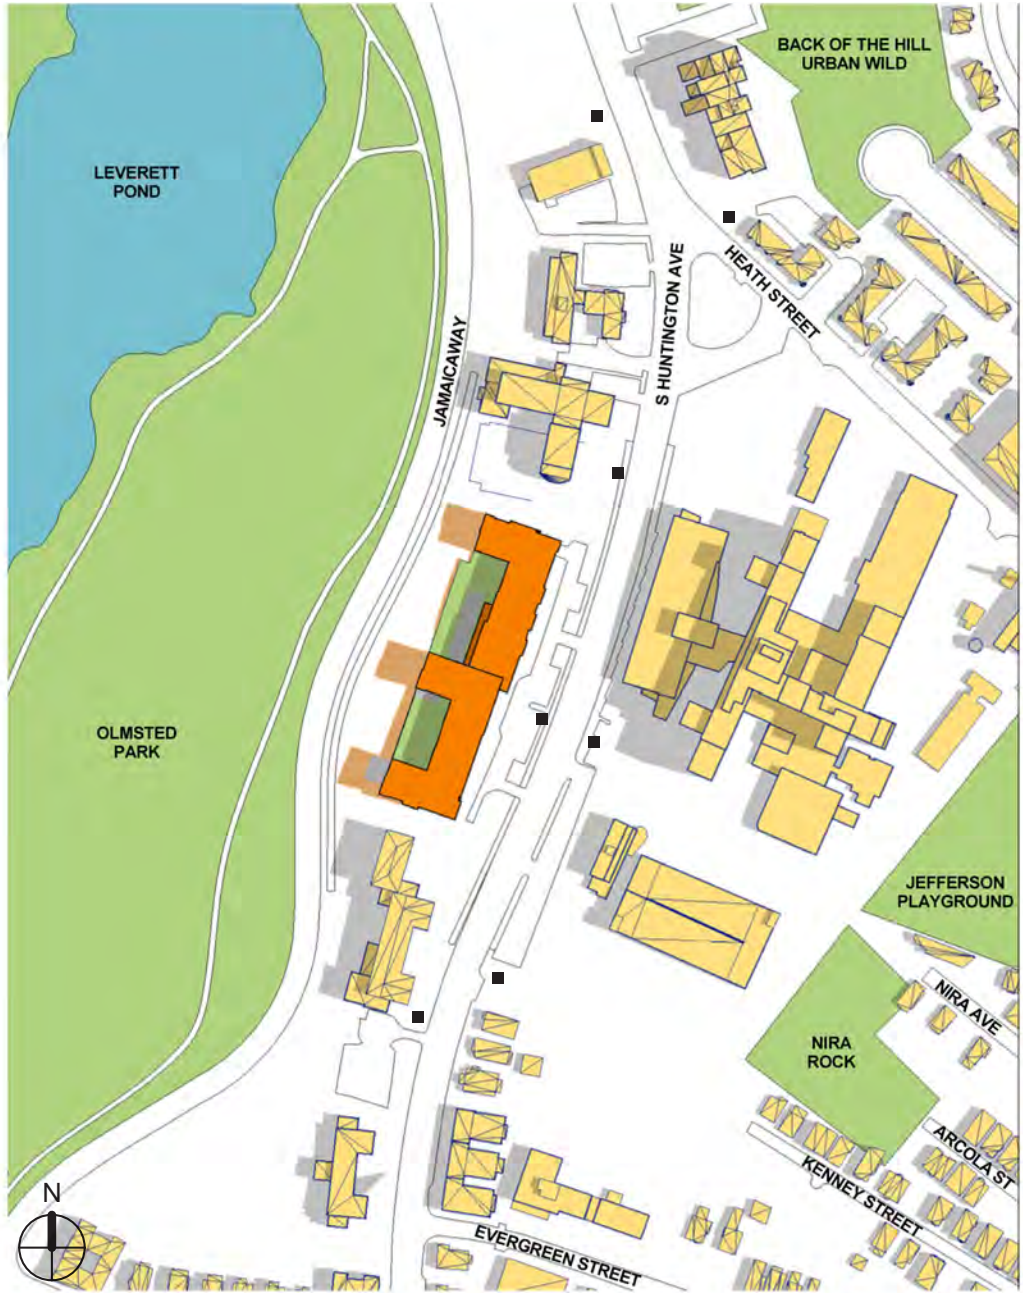 BACK OF THE HILL
URBAN WILD
LEVERETT
POND
HEATH STREET
S HUNTINGTON AVE
JAMAICAWAY
OLMSTED
PARK
JEFFERSON
PLAYGROUND
NIRA AVE
NIRA
ROCK
ARCOLA ST
KENNEY STREET
N
EVERGREEN STREET